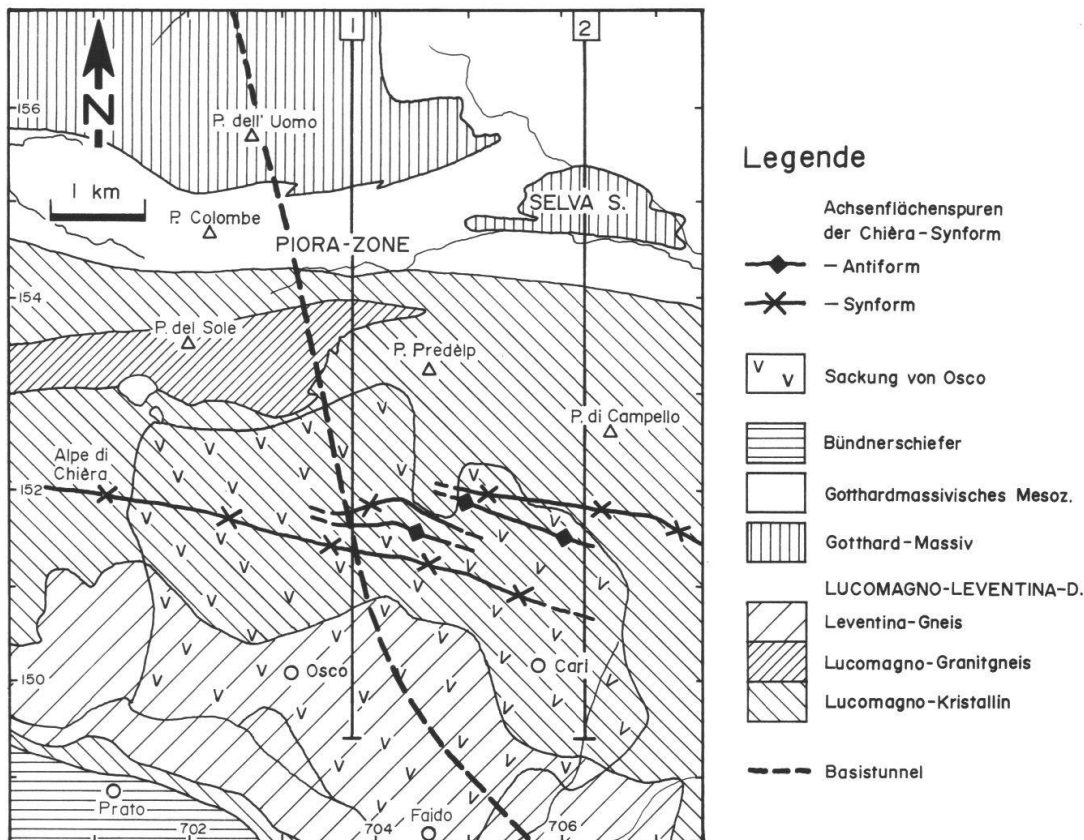 1
2
N
156
P. dell' Uomo
1 km
P. Colombe
SELVA S.
PIORA-ZONE
154
P. del Sole
P. Predèlp
P. di Campello
Alpe di
Chièra
152
Osco
Carì
150
Prato
702
704
Faido
706
Legende
Achsenflächenspuren
der Chièra-Synform
– Antiform
– Synform
v v
Sackung von Osco
Bündnerschiefer
Gotthardmassivisches Mesoz.
Gotthard-Massiv
LUCOMAGNO-LEVENTINA-D.
Leventina-Gneis
Lucomagno-Granitgneis
Lucomagno-Kristallin
Basistunnel